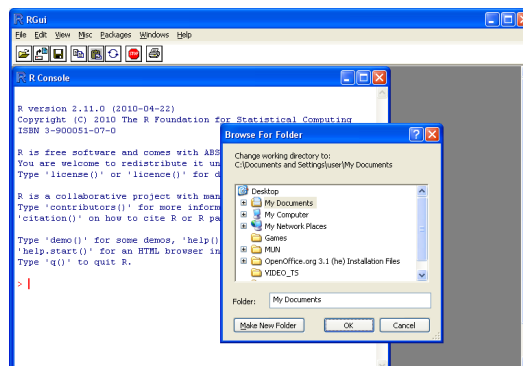 RGui
File Edit View Misc Packages Windows Help
STOP
R Console
R version 2.11.0 (2010-04-22)
Copyright (C) 2010 The R Foundation for Statistical Computing
ISBN 3-900051-07-0
R is free software and comes with ABS
You are welcome to redistribute it un
Type 'license()' or 'licence()' for d
R is a collaborative project with man
Type 'contributors()' for more inform
'citation()' on how to cite R or R pa
Type 'demo()' for some demos, 'help()
'help.start()' for an HTML browser in
Type 'q()' to quit R.
>
Browse For Folder
Change working directory to:
C:\Documents and Settings\user\My Documents
Desktop
My Documents
My Computer
My Network Places
Games
MUN
OpenOffice.org 3.1 (he) Installation Files
VIDEO_TS
Folder: My Documents
Make New Folder OK Cancel